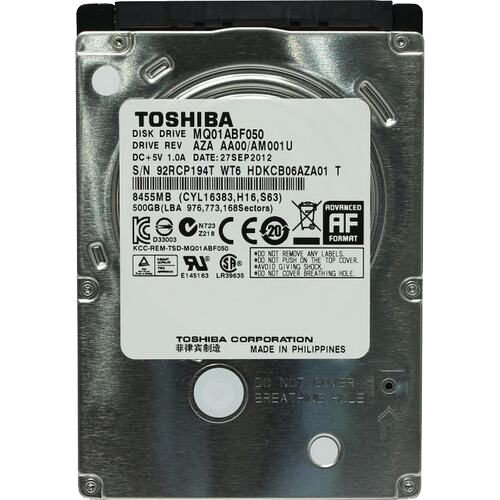 TOSHIBA
DISK DRIVE MQ01ABF050
DRIVE REV AZA AA00/AM001U
DC+5V 1.0A DATE:27SEP2012
S/N 92RCP194T WT6 HDKCB06AZA01 T
8455MB (CYL16383,H16,S63)
500GB(LBA 976,773,168Sectors)
ADVANCED
AF
FORMAT
D33003
N723
Z218
20
KCC-REM-TSD-MQ01ABF050
*DO NOT REMOVE SCREWS.
*DO NOT PUSH ON THE TOP COVER.
*AVOID GIVING SHOCK.
*DO NOT COVER BREATHING HOLE.
E145163
LR39635
TOSHIBA CORPORATION
菲律宾制造
MADE IN PHILIPPINES
DO NOT COVER
BREATHING HOLE